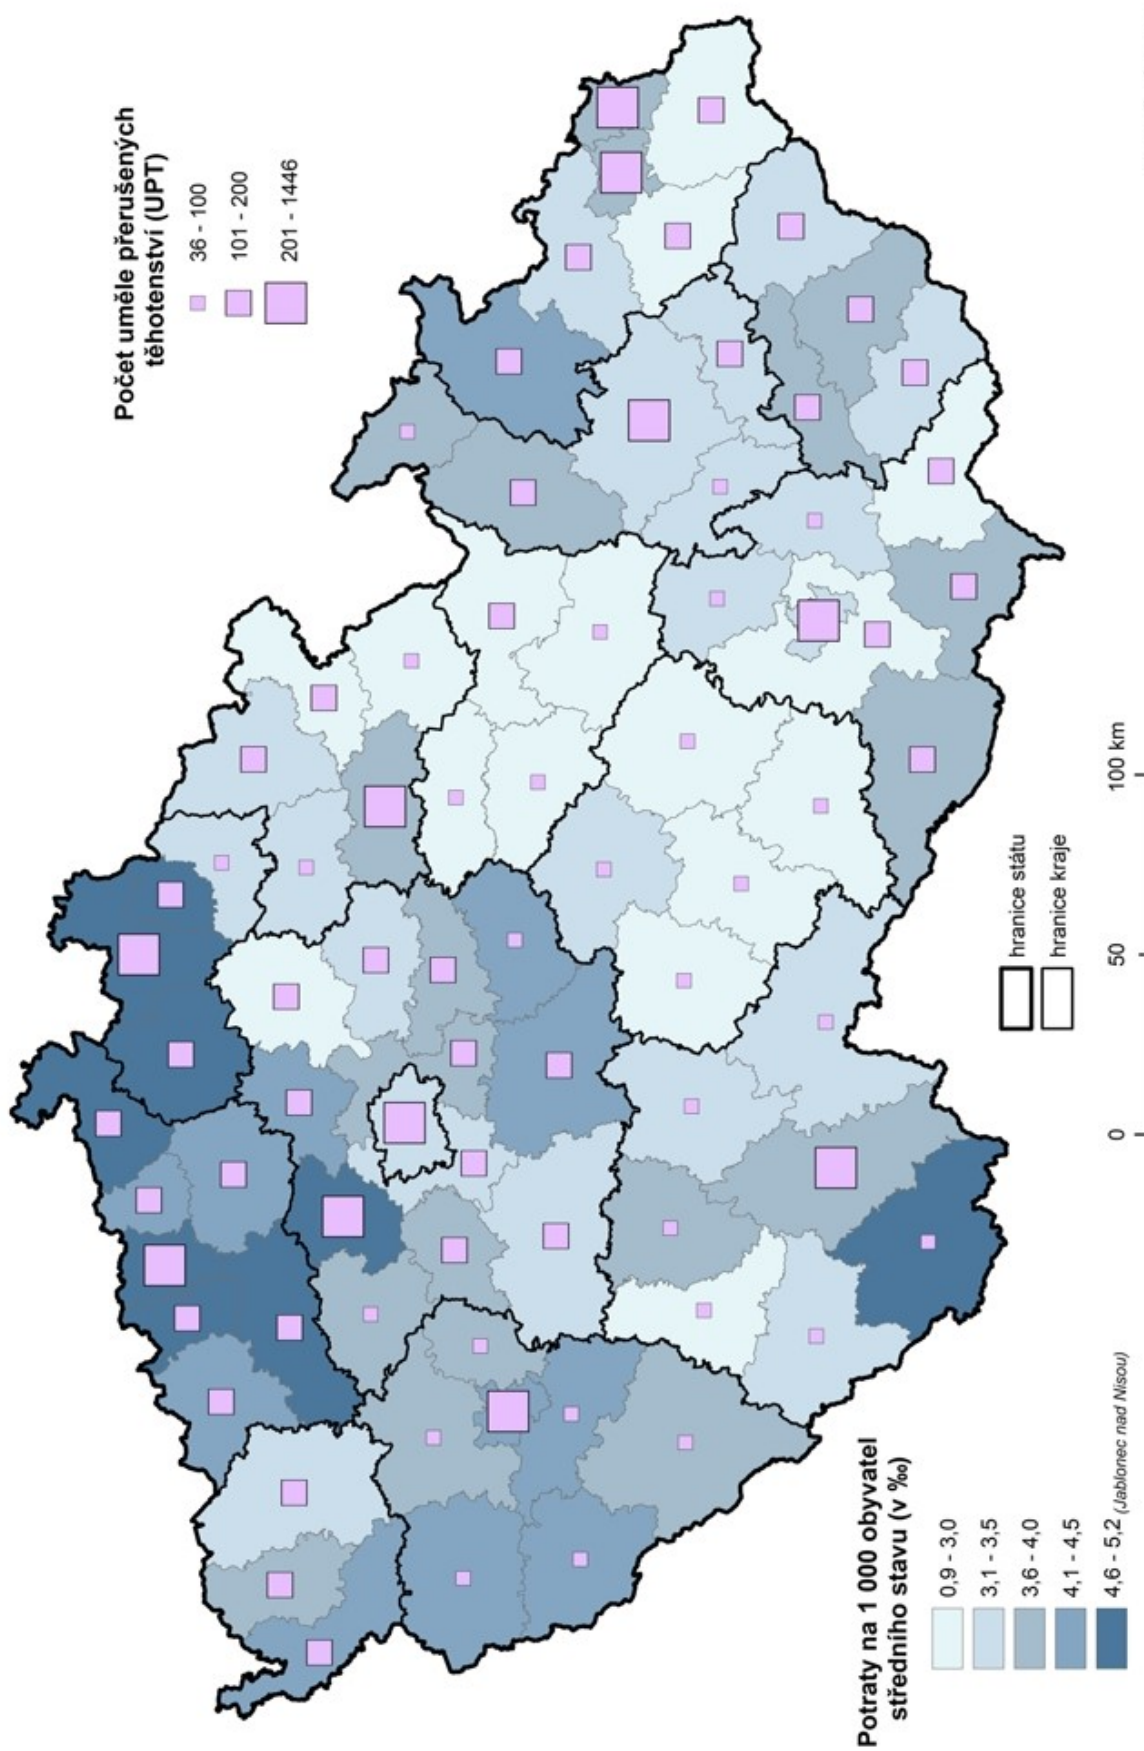 Počet uměle přerušených
těhotenství (UPT)
36 - 100
101 - 200
201 - 1446
Potraty na 1 000 obyvatel
středního stavu (v ‰)
0,9 - 3,0
3,1 - 3,5
3,6 - 4,0
4,1 - 4,5
4,6 - 5,2 (Jablonec nad Nisou)
hranice státu
hranice kraje
0 50 100 km